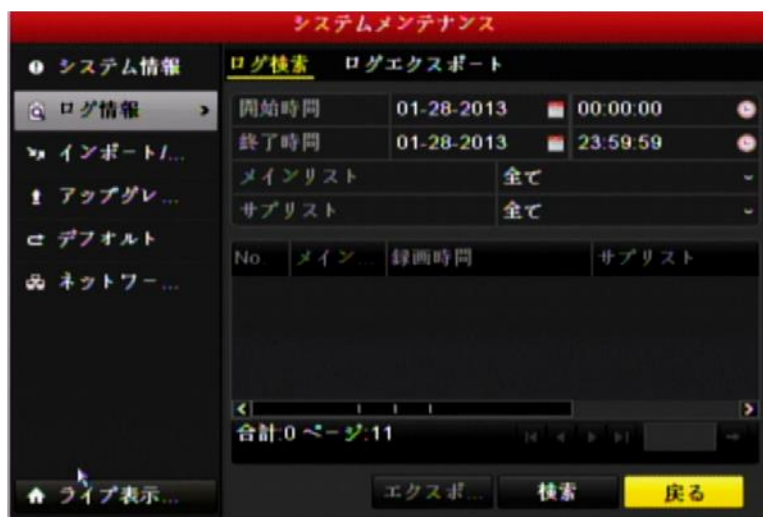 システムメンテナンス
システム情報
ログ情報
インポート/...
アップグレ...
デフォルト
ネットワー...
ライブ表示...
ログ検索 ログエクスポート
開始時間 01-28-2013 00:00:00
終了時間 01-28-2013 23:59:59
メインリスト 全て
サブリスト 全て
No. メイン... 録画時間 サブリスト
合計:0 ページ:11
エクスポ... 検索 戻る